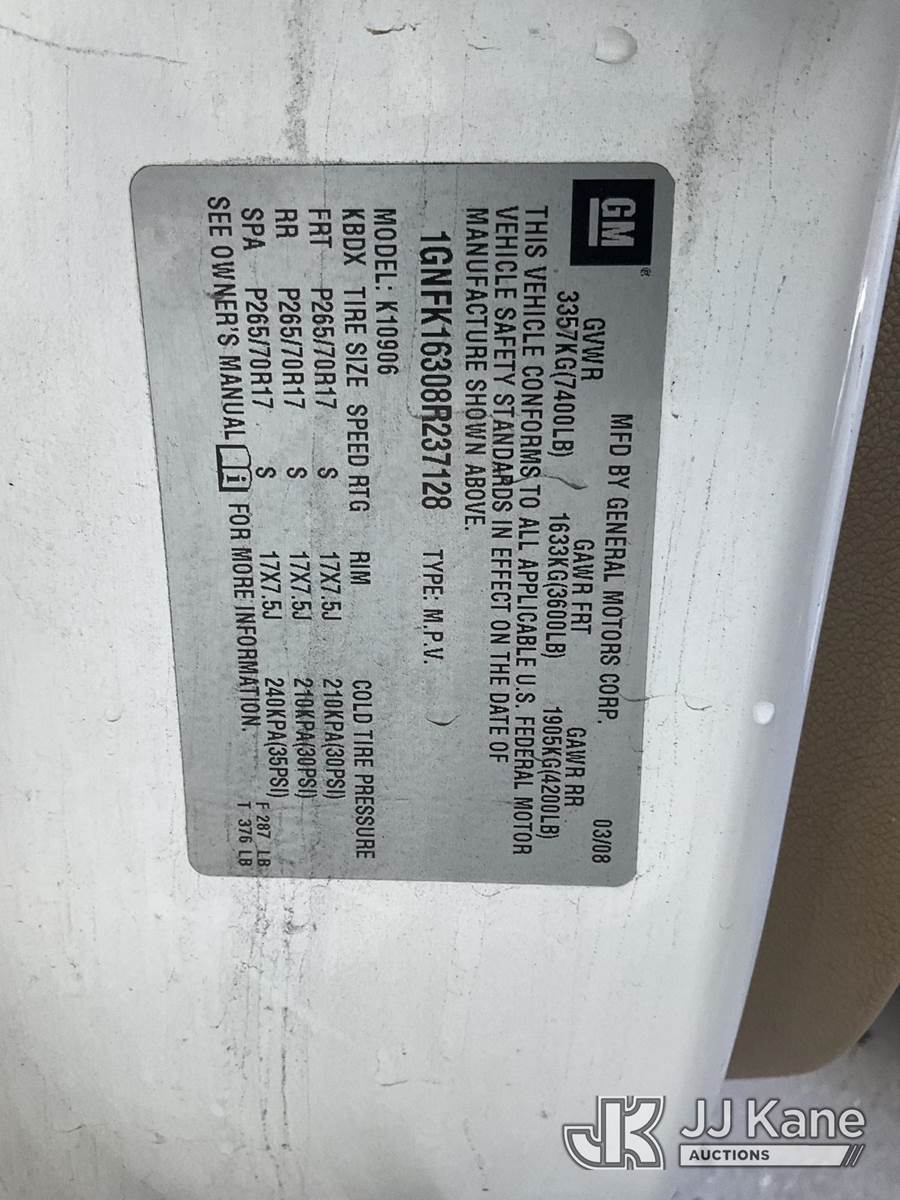 GM
®
MFD BY GENERAL MOTORS CORP. 03/08
GVWR GAWR FRT GAWR RR
3357KG(7400LB) 1633KG(3600LB) 1905KG(4200LB)
THIS VEHICLE CONFORMS TO ALL APPLICABLE U.S. FEDERAL MOTOR
VEHICLE SAFETY STANDARDS IN EFFECT ON THE DATE OF
MANUFACTURE SHOWN ABOVE.
1GNFK16308R237128 TYPE: M.P.V.
MODEL: K10906
KBDX TIRE SIZE SPEED RTG RIM COLD TIRE PRESSURE
FRT P265/70R17 S 17X7.5J 210KPA(30PSI)
RR P265/70R17 S 17X7.5J 210KPA(30PSI)
SPA P265/70R17 S 17X7.5J 240KPA(35PSI) F 287 LB
SEE OWNER'S MANUAL i FOR MORE INFORMATION. T 376 LB
JK JJ Kane
AUCTIONS